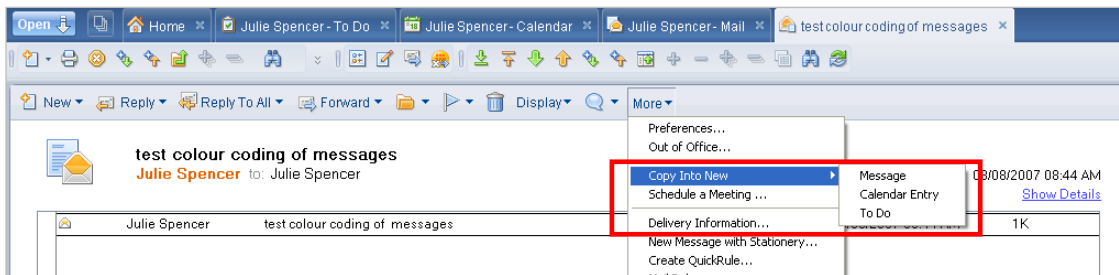 Open Home Julie Spencer - To Do Julie Spencer - Calendar Julie Spencer - Mail test colour coding of messages
New Reply Reply To All Forward Display More
Preferences...
Out of Office...
test colour coding of messages
Julie Spencer to: Julie Spencer
Copy Into New Message 08/08/2007 08:44 AM
Schedule a Meeting ... Calendar Entry Show Details
To Do
Julie Spencer test colour coding of messages Delivery Information... 1K
New Message with Stationery...
Create QuickRule...